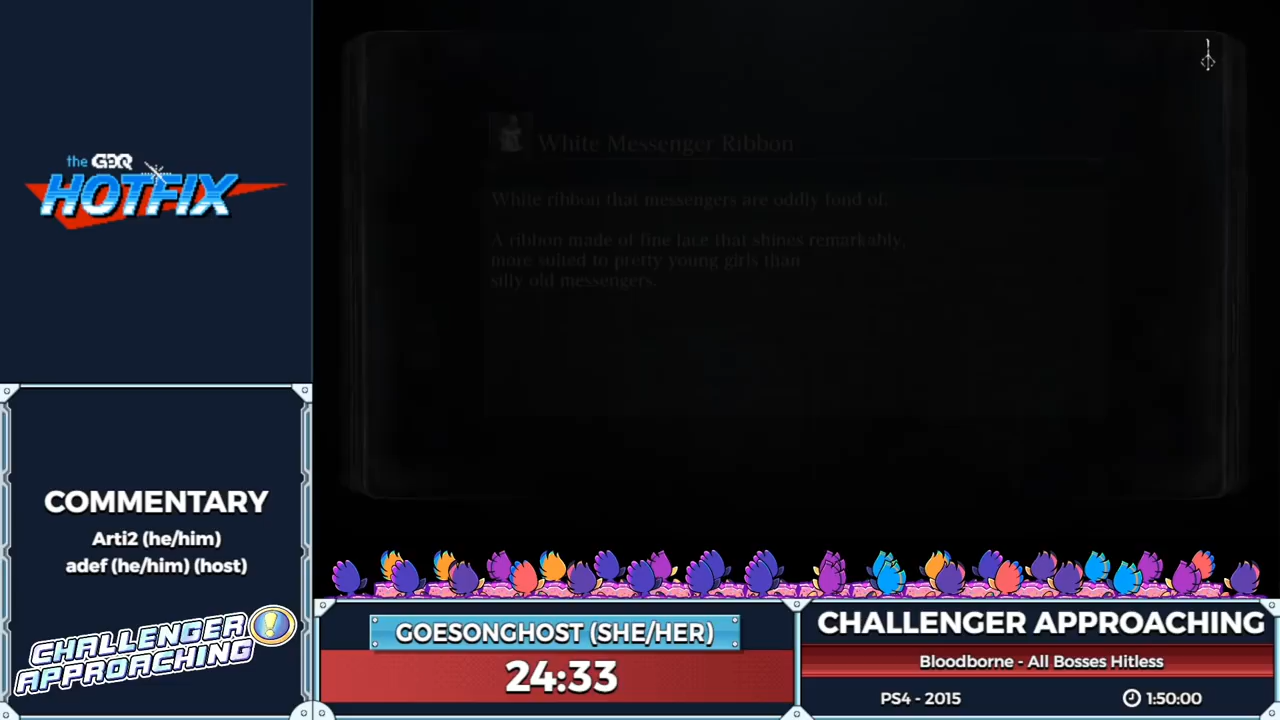 the GDQ
HOTFIX
White Messenger Ribbon
White ribbon that messengers are oddly fond of.
A ribbon made of fine lace that shines remarkably,
more suited to pretty young girls than
silly old messengers.
COMMENTARY
Arti2 (he/him)
adef (he/him) (host)
CHALLENGER
APPROACHING
!
GOESONGHOST (SHE/HER)
24:33
CHALLENGER APPROACHING
Bloodborne - All Bosses Hitless
PS4 - 2015
1:50:00